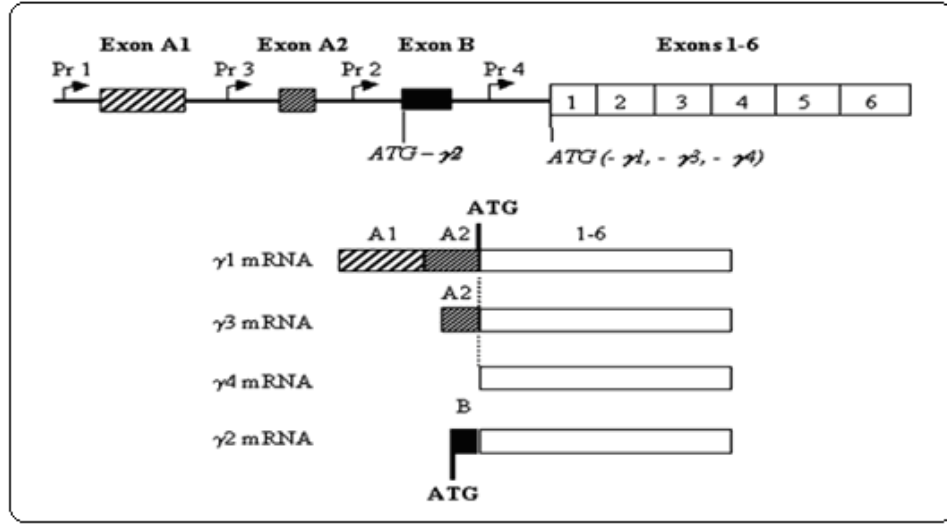 Exon A1 Exon A2 Exon B Exons 1-6
Pr 1 Pr 3 Pr 2 Pr 4
1 2 3 4 5 6
ATG – γ2 ATG (- γ1, - γ3, - γ4)
ATG
A1 A2 1-6
γ1 mRNA
A2
γ3 mRNA
γ4 mRNA
B
γ2 mRNA
ATG